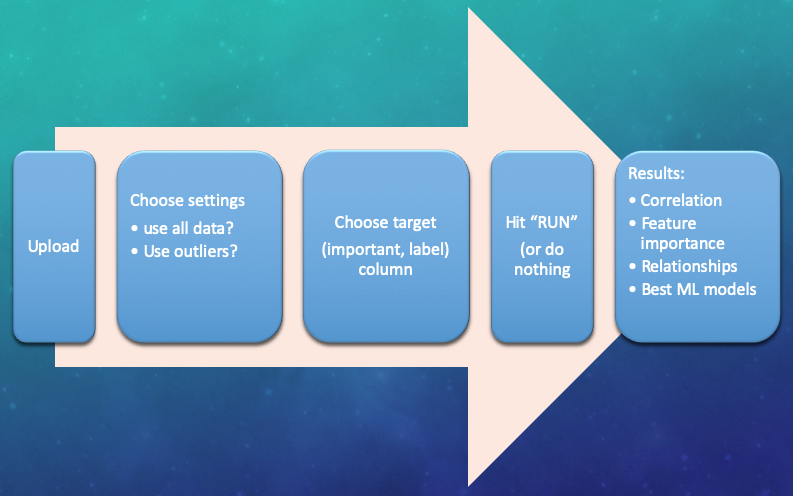 Upload
Choose settings
• use all data?
• Use outliers?
Choose target
(important, label)
column
Hit “RUN”
(or do
nothing
Results:
• Correlation
• Feature
importance
• Relationships
• Best ML models